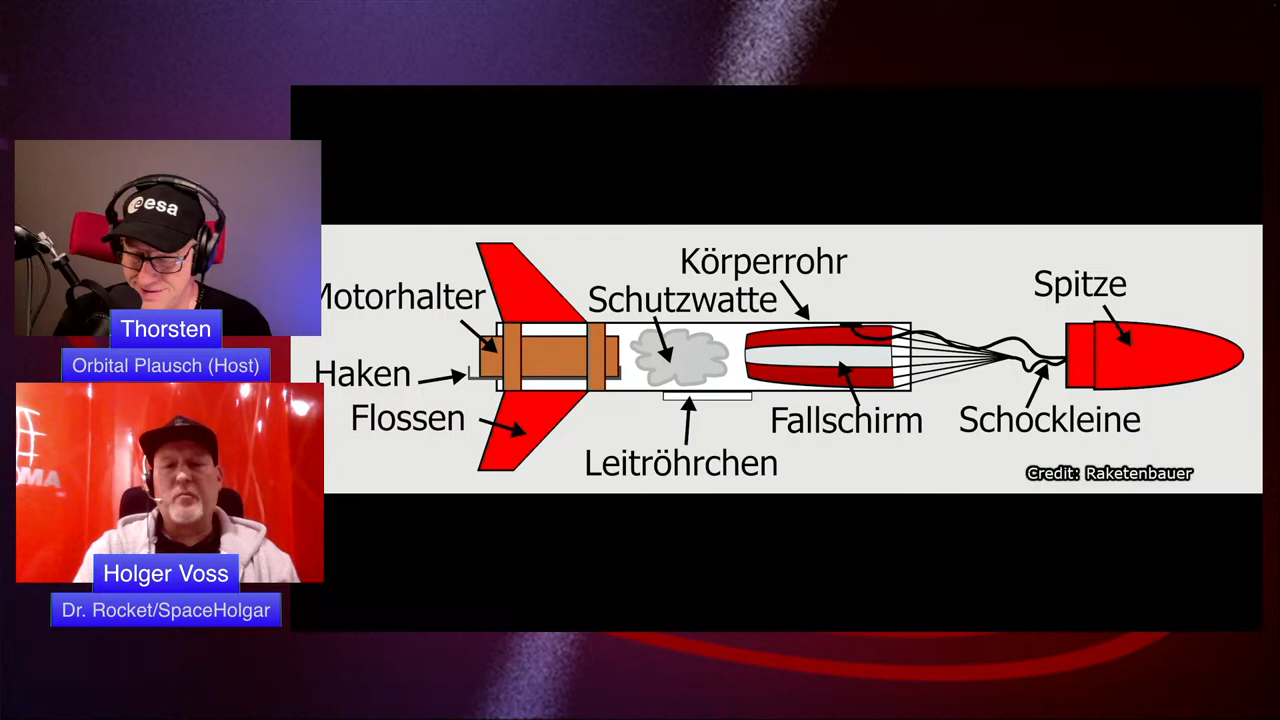 esa
Thorsten
Orbital Plausch (Host)
Holger Voss
Dr. Rocket/SpaceHolgar
Motorhalter
Haken
Flossen
Schutzwatte
Körperrohr
Leitröhrchen
Fallschirm
Schockleine
Spitze
Credit: Raketenbauer